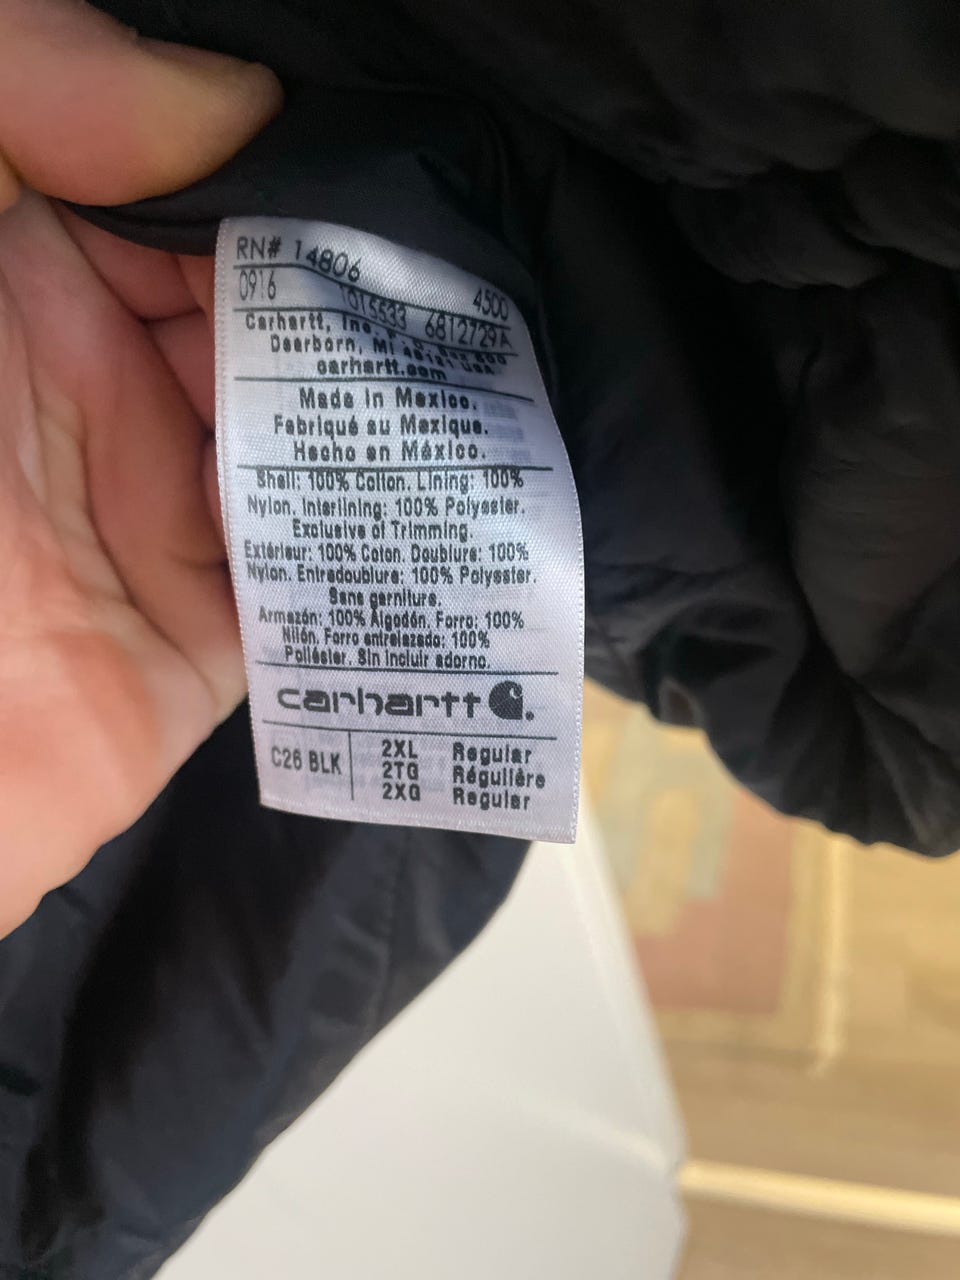 RN# 14806
0916 1015533 4500
6812729A
Carhartt, Inc.
Dearborn, MI USA
carhartt.com
Made in Mexico.
Fabriqué au Mexique.
Hecho en México.
Shell: 100% Cotton. Lining: 100%
Nylon. Interlining: 100% Polyester.
Exclusive of Trimming.
Extérieur: 100% Coton. Doublure: 100%
Nylon. Entredoublure: 100% Polyester.
Sans garniture.
Armazón: 100% Algodón. Forro: 100%
Nilón. Forro entrelazado: 100%
Poliéster. Sin incluir adorno.
carhartt
C26 BLK 2XL Regular
2TG Régulière
2XG Regular